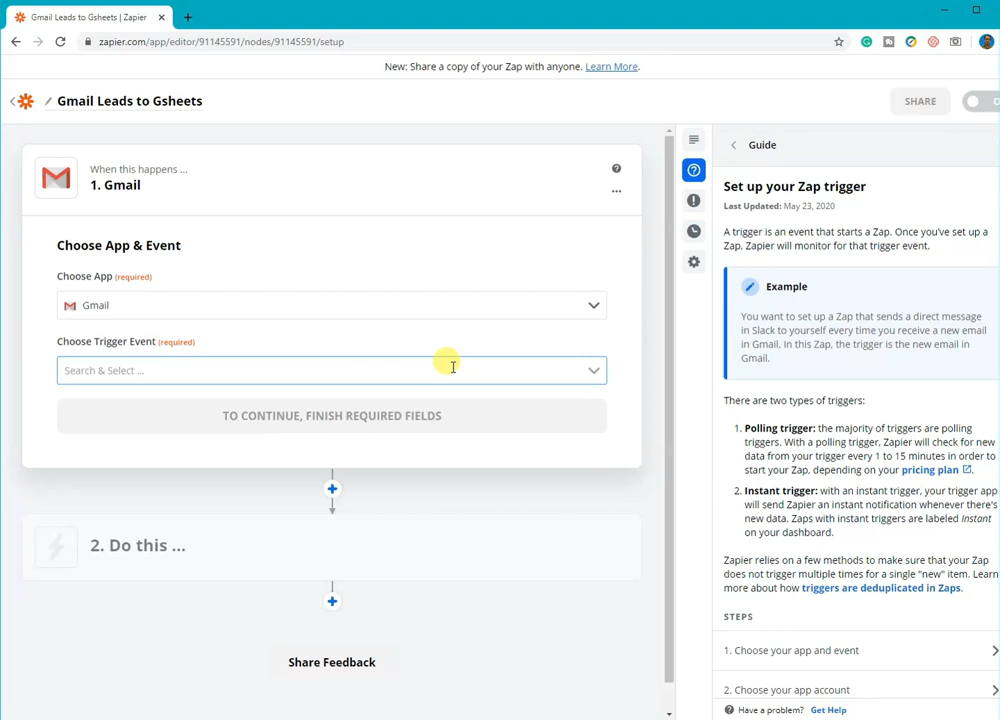 Gmail Leads to Gsheets | Zapier
zapier.com/app/editor/91145591/nodes/91145591/setup
New: Share a copy of your Zap with anyone. Learn More.
Gmail Leads to Gsheets
SHARE
When this happens ...
1. Gmail
Choose App & Event
Choose App (required)
Gmail
Choose Trigger Event (required)
Search & Select ...
TO CONTINUE, FINISH REQUIRED FIELDS
2. Do this ...
Share Feedback
Guide
Set up your Zap trigger
Last Updated: May 23, 2020
A trigger is an event that starts a Zap. Once you've set up a
Zap, Zapier will monitor for that trigger event.
Example
You want to set up a Zap that sends a direct message
in Slack to yourself every time you receive a new email
in Gmail. In this Zap, the trigger is the new email in
Gmail.
There are two types of triggers:
1. Polling trigger: the majority of triggers are polling
triggers. With a polling trigger, Zapier will check for new
data from your trigger every 1 to 15 minutes in order to
start your Zap, depending on your pricing plan.
2. Instant trigger: with an instant trigger, your trigger app
will send Zapier an instant notification whenever there's
new data. Zaps with instant triggers are labeled Instant
on your dashboard.
Zapier relies on a few methods to make sure that your Zap
does not trigger multiple times for a single "new" item. Learn
more about how triggers are deduplicated in Zaps.
STEPS
1. Choose your app and event
2. Choose your app account
Have a problem? Get Help